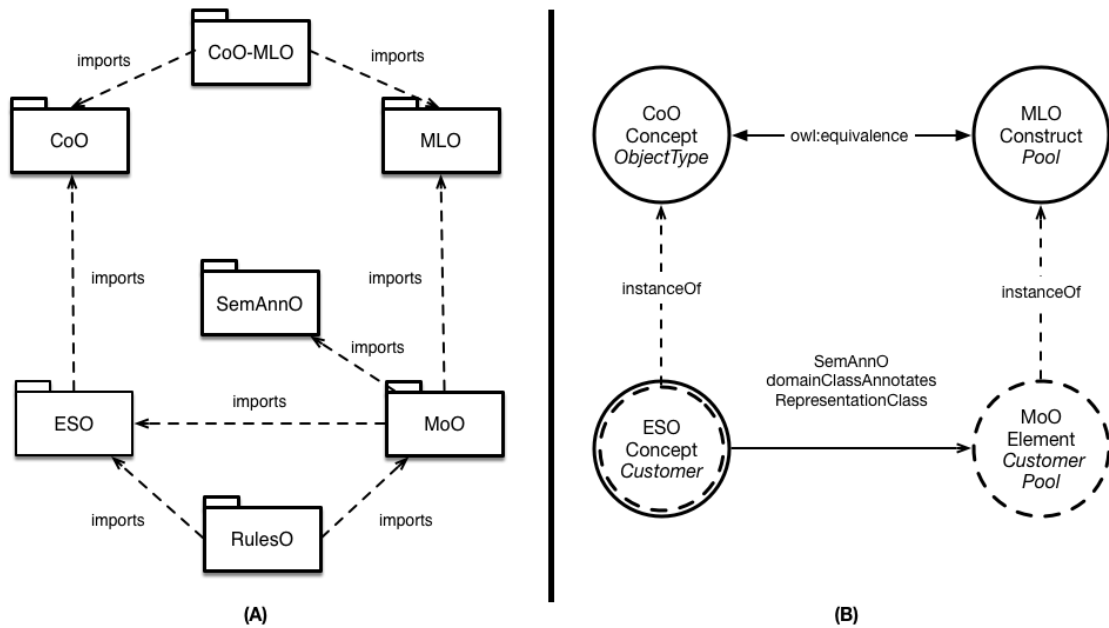 CoO-MLO
imports
imports
CoO
MLO
imports
imports
SemAnnO
imports
ESO
imports
MoO
imports
imports
RulesO
(A)
CoO
Concept
ObjectType
owl:equivalence
MLO
Construct
Pool
instanceOf
instanceOf
SemAnnO
domainClassAnnotates
RepresentationClass
ESO
Concept
Customer
MoO
Element
Customer
Pool
(B)